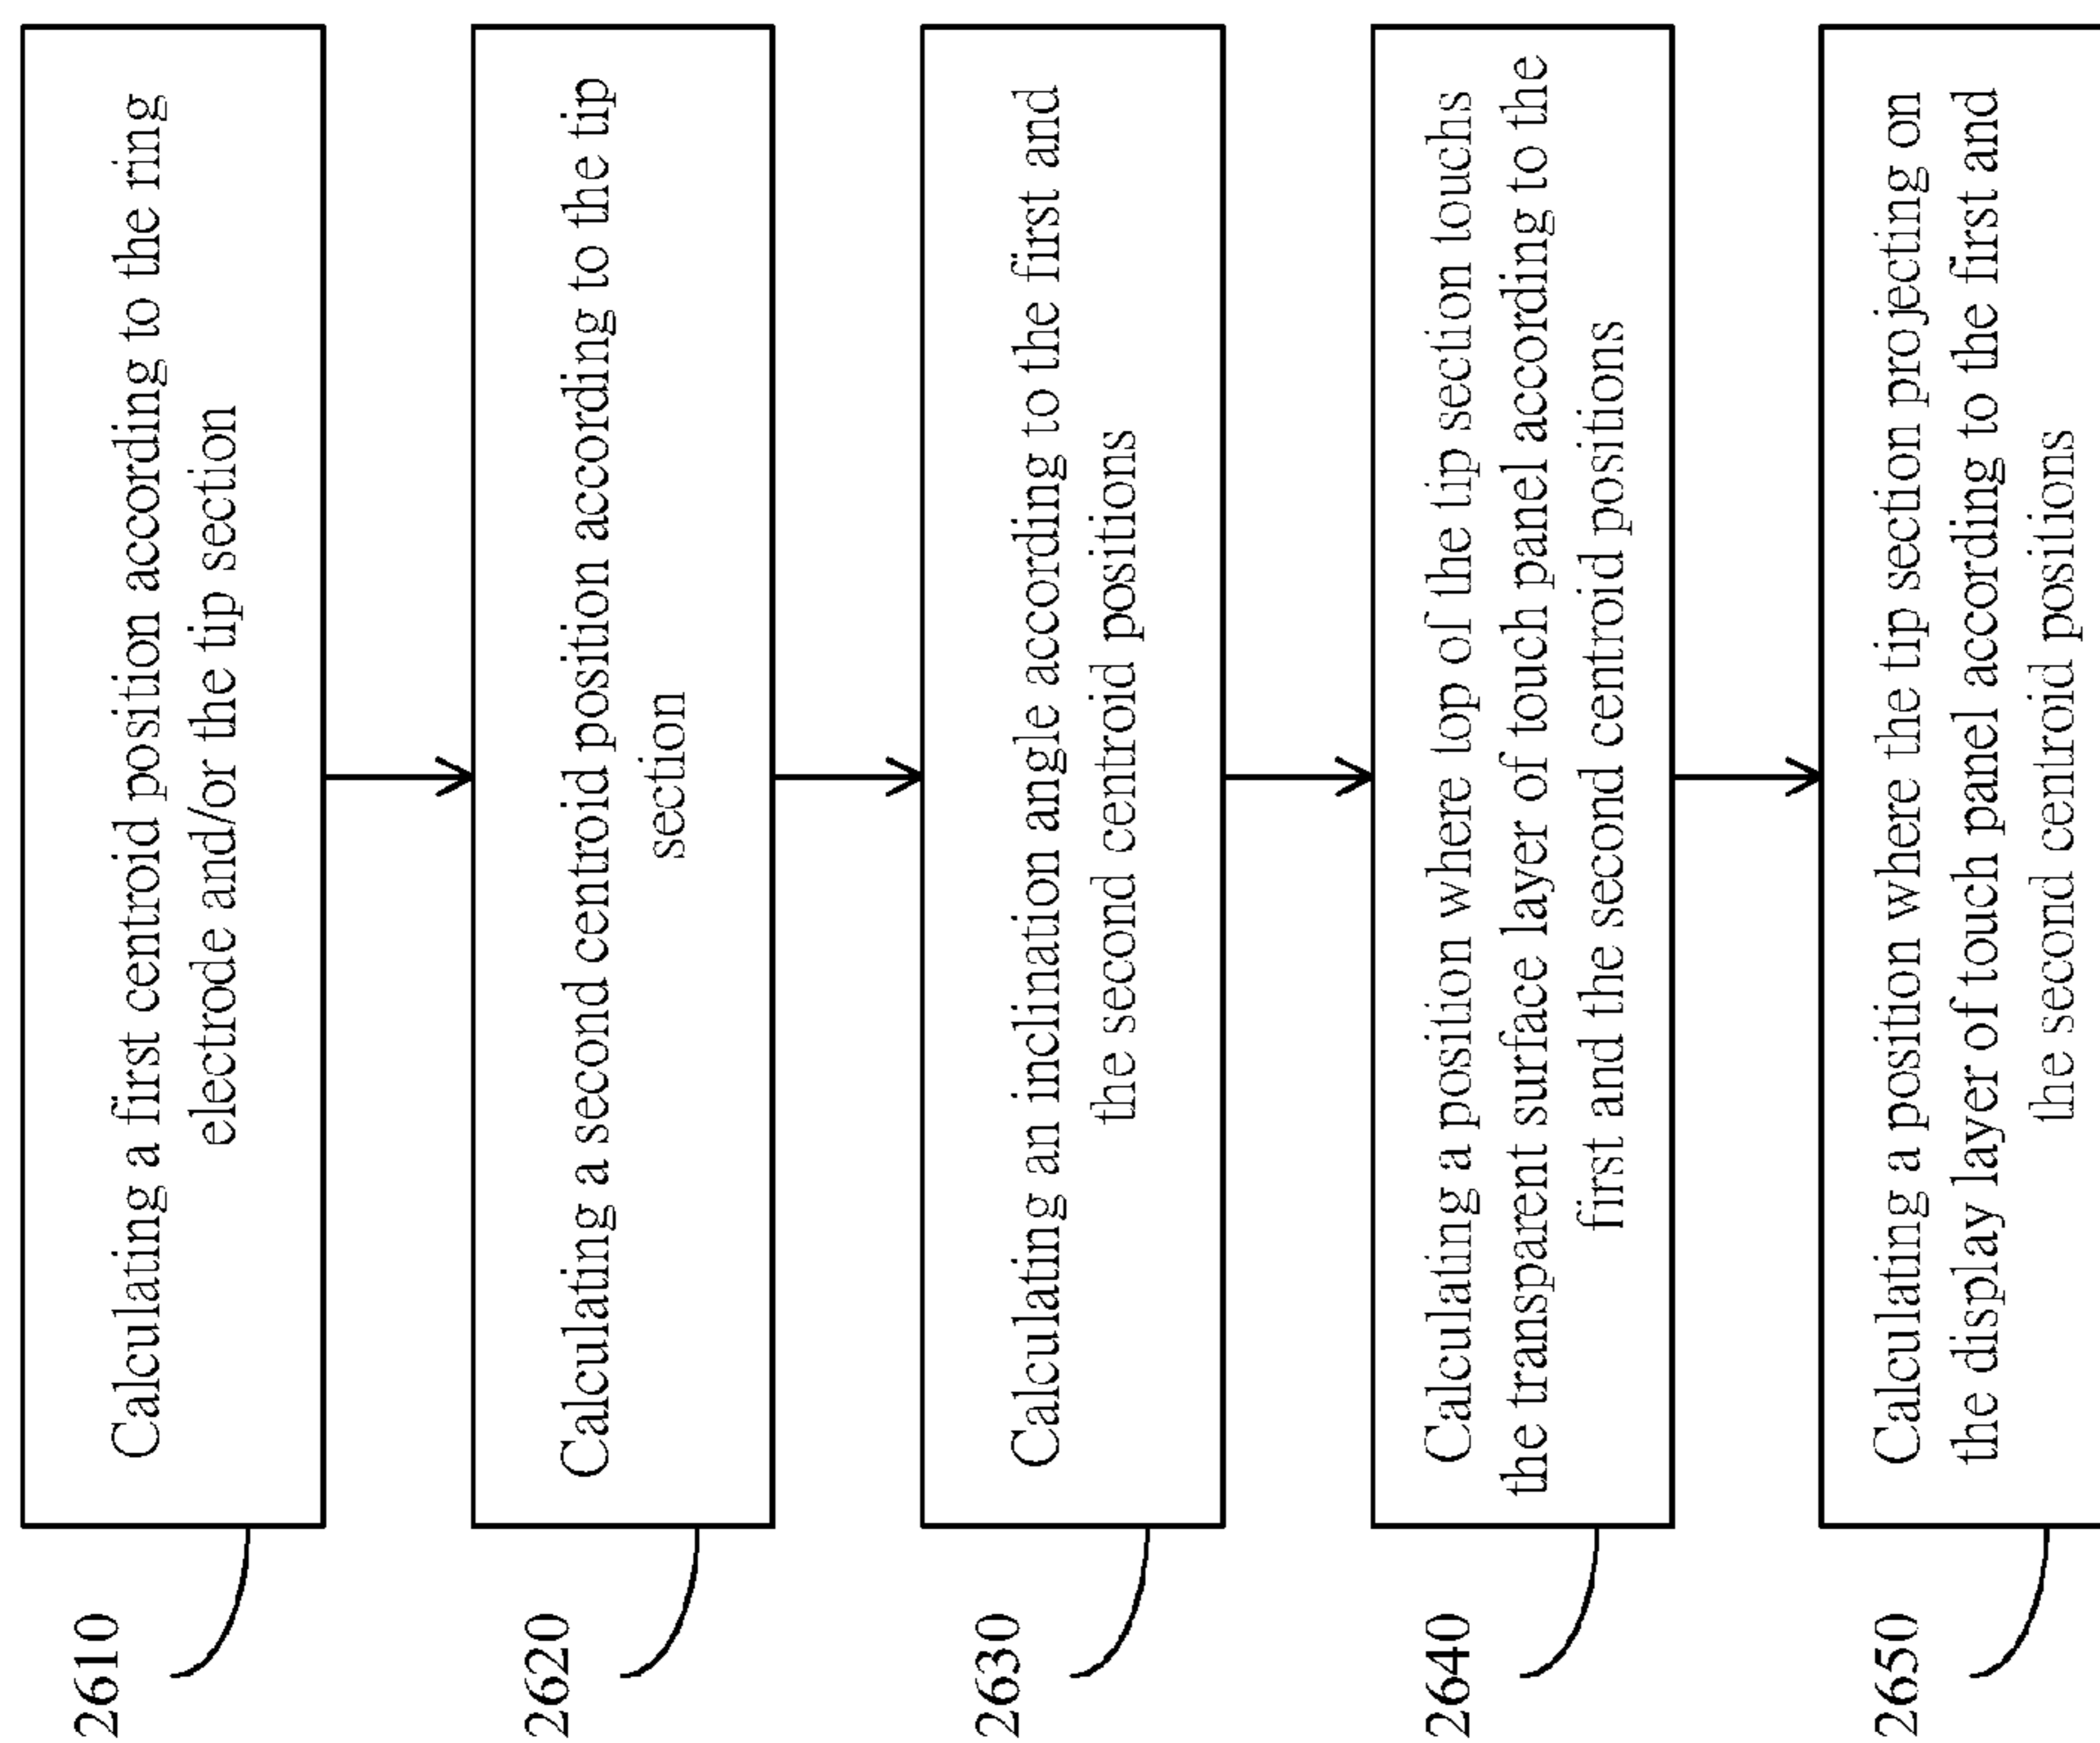 2610
Calculating a first centroid position according to the ring
electrode and/or the tip section
2620
Calculating a second centroid position according to the tip
section
2630
Calculating an inclination angle according to the first and
the second centroid positions
2640
Calculating a position where top of the tip section touchs
the transparent surface layer of touch panel according to the
first and the second centroid positions
2650
Calculating a position where the tip section projecting on
the display layer of touch panel according to the first and
the second centroid positions